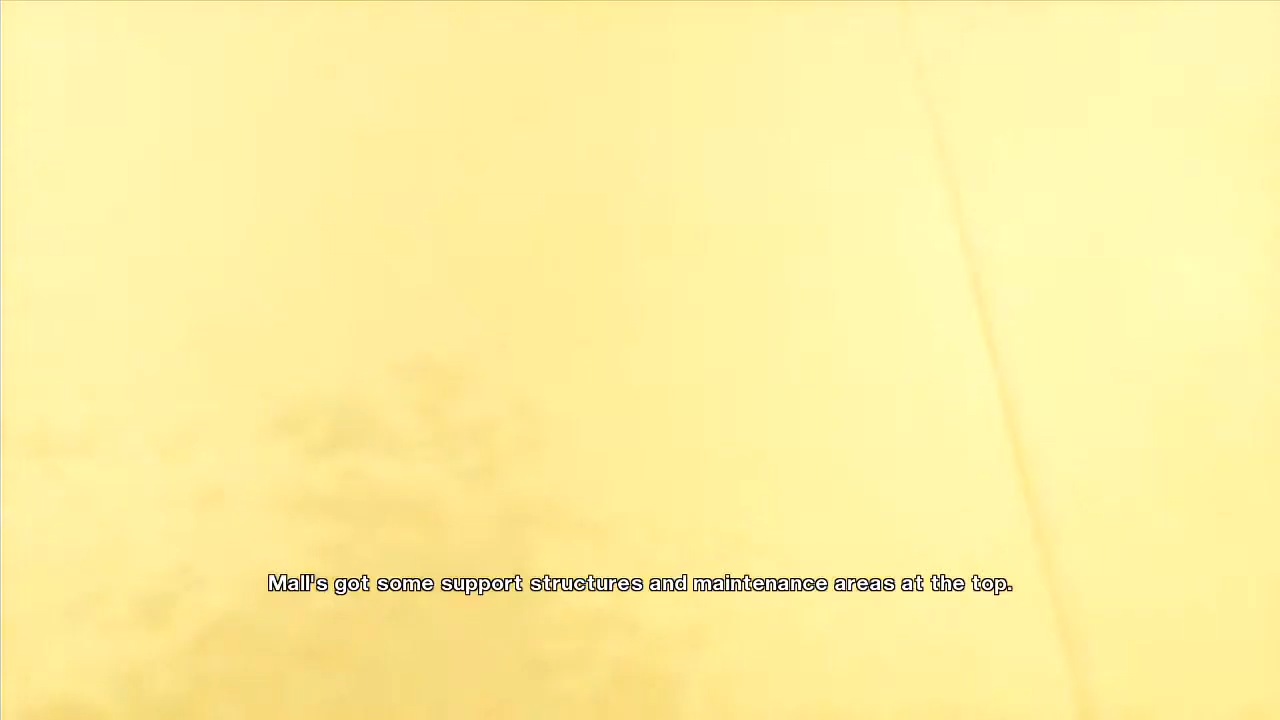 Mall's got some support structures and maintenance areas at the top.